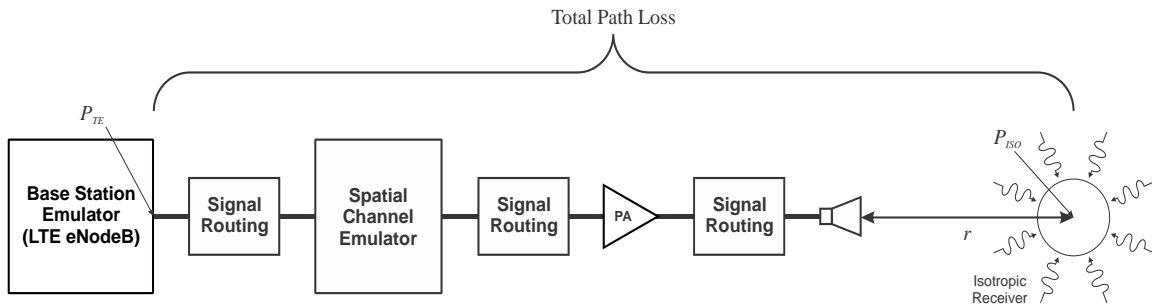 Total Path Loss
P_TE
P_ISO
Base Station
Emulator
(LTE eNodeB)
Signal
Routing
Spatial
Channel
Emulator
Signal
Routing
PA
Signal
Routing
r
Isotropic
Receiver